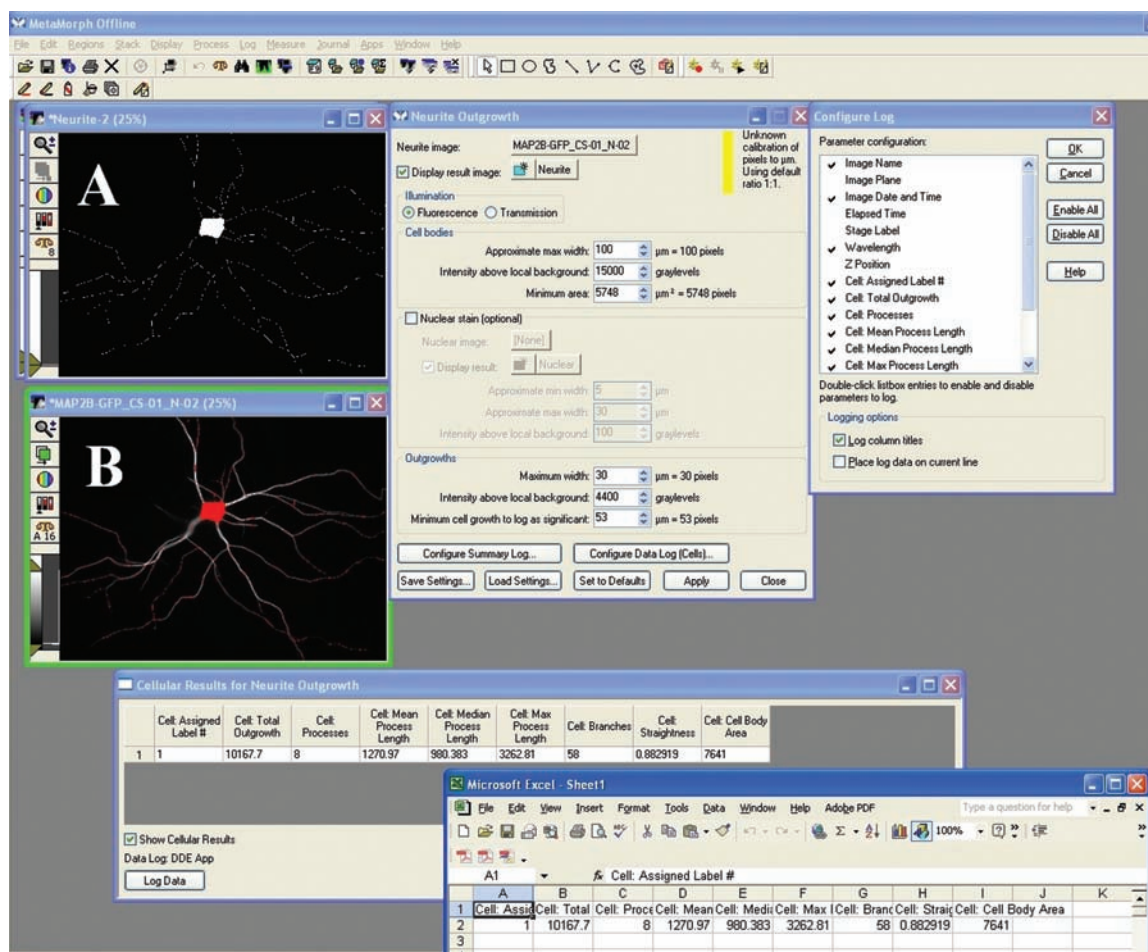 MetaMorph Offline
File Edit Regions Stack Display Process Log Measure Journal Apps Window Help
*Neurite-2 (25%)
A
8
*MAP2B-GFP_CS-01_N-02 (25%)
B
A 16
Neurite Outgrowth
Neurite image: MAP2B-GFP_CS-01_N-02
Display result image: Neurite
Unknown
calibration of
pixels to µm.
Using default
ratio 1:1.
Illumination
Fluorescence Transmission
Cell bodies
Approximate max width: 100 µm = 100 pixels
Intensity above local background: 15000 graylevels
Minimum area: 5748 µm² = 5748 pixels
Nuclear stain (optional)
Nuclear image: [None]
Display result: Nuclear
Approximate min width: 5 µm
Approximate max width: 30 µm
Intensity above local background: 100 graylevels
Outgrowths
Maximum width: 30 µm = 30 pixels
Intensity above local background: 4400 graylevels
Minimum cell growth to log as significant: 53 µm = 53 pixels
Configure Summary Log... Configure Data Log (Cells)...
Save Settings... Load Settings... Set to Defaults Apply Close
Configure Log
Parameter configuration:
Image Name
Image Plane
Image Date and Time
Elapsed Time
Stage Label
Wavelength
Z Position
Cell: Assigned Label #
Cell: Total Outgrowth
Cell: Processes
Cell: Mean Process Length
Cell: Median Process Length
Cell: Max Process Length
OK
Cancel
Enable All
Disable All
Help
Double-click listbox entries to enable and disable
parameters to log.
Logging options
Log column titles
Place log data on current line
Cellular Results for Neurite Outgrowth
Cell: Assigned Label # Cell: Total Outgrowth Cell: Processes Cell: Mean Process Length Cell: Median Process Length Cell: Max Process Length Cell: Branches Cell: Straightness Cell: Cell Body Area
1 1 10167.7 8 1270.97 980.383 3262.81 58 0.882919 7641
Show Cellular Results
Data Log: DDE App
Log Data
Microsoft Excel - Sheet1
File Edit View Insert Format Tools Data Window Help Adobe PDF Type a question for help
100%
A1 fx Cell: Assigned Label #
A B C D E F G H I J K
1 Cell: Assig Cell: Total Cell: Proce Cell: Mean Cell: Medi Cell: Max Cell: Branc Cell: Straig Cell: Cell Body Area
2 1 10167.7 8 1270.97 980.383 3262.81 58 0.882919 7641
3